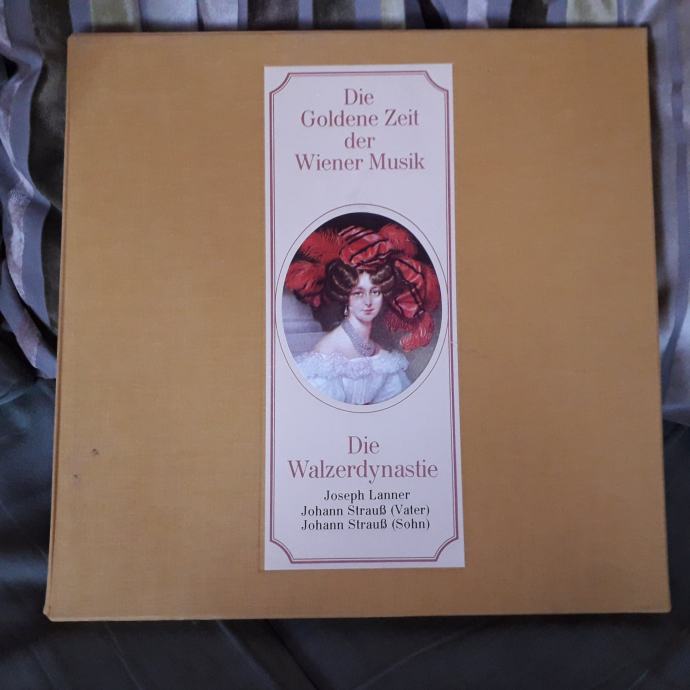 Die
Goldene Zeit
der
Wiener Musik
Die
Walzerdynastie
Joseph Lanner
Johann Strauß (Vater)
Johann Strauß (Sohn)